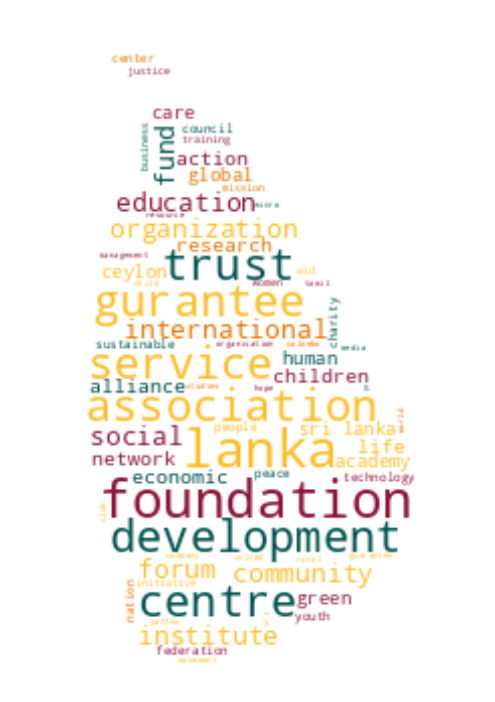 center
justice
care
business
fund
council
training
action
global
mission
education
micro
resource
organization
research
management
trust
ceylon
aid
child
women
tamil
gurantee
international
charity
sustainable
organisation
colombo
media
service
human
children
alliance
studies
hope
association
world
people
social
sri lanka
lanka
life
network
academy
economic
peace
technology
foundation
club
development
company
united
rural
guarantee
forum
community
nation
initiative
centre
green
youth
jaffna
institute
federation
movement